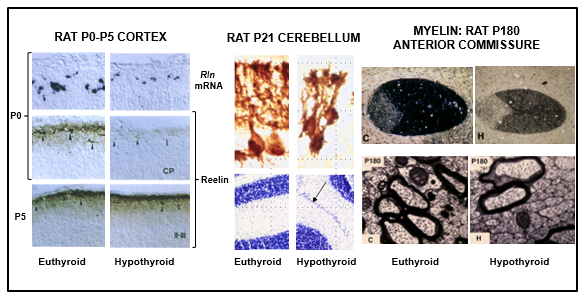 RAT P0-P5 CORTEX
RAT P21 CEREBELLUM
MYELIN: RAT P180
ANTERIOR COMMISSURE
Rln
mRNA
P0
CP
Reelin
P5
II-III
C
H
P180
P180
C
H
Euthyroid
Hypothyroid
Euthyroid
Hypothyroid
Euthyroid
Hypothyroid